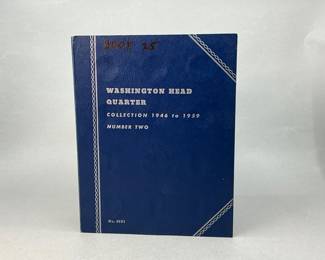 WASHINGTON HEAD
QUARTER
COLLECTION 1946 to 1959
NUMBER TWO